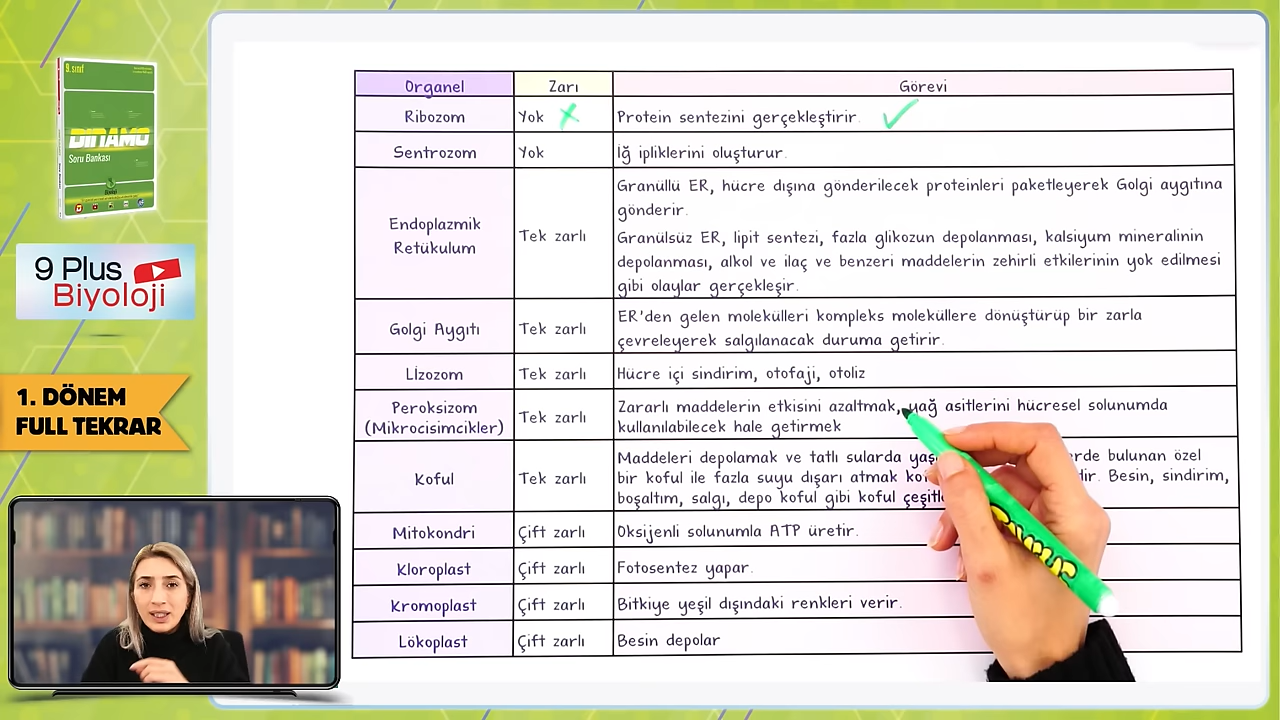 9. sınıf
DINAMO
Soru Bankası
9 Plus
Biyoloji
1. DÖNEM
FULL TEKRAR
Organel Zarı Görevi
Ribozom Yok Protein sentezini gerçekleştirir.
Sentrozom Yok İğ ipliklerini oluşturur.
Endoplazmik
Retükulum
Tek zarlı
Granüllü ER, hücre dışına gönderilecek proteinleri paketleyerek Golgi aygıtına
gönderir.
Granülsüz ER, lipit sentezi, fazla glikozun depolanması, kalsiyum mineralinin
depolanması, alkol ve ilaç ve benzeri maddelerin zehirli etkilerinin yok edilmesi
gibi olaylar gerçekleşir.
Golgi Aygıtı Tek zarlı
ER'den gelen molekülleri kompleks moleküllere dönüştürüp bir zarla
çevreleyerek salgılanacak duruma getirir.
Lizozom Tek zarlı Hücre içi sindirim, otofaji, otoliz
Peroksizom
(Mikrocisimcikler)
Tek zarlı
Zararlı maddelerin etkisini azaltmak, yağ asitlerini hücresel solunumda
kullanılabilecek hale getirmek
Koful Tek zarlı
Maddeleri depolamak ve tatlı sularda bulunan özel
bir koful ile fazla suyu dışarı atmak Besin, sindirim,
boşaltım, salgı, depo koful gibi koful
Mitokondri Çift zarlı Oksijenli solunumla ATP üretir.
Kloroplast Çift zarlı Fotosentez yapar.
Kromoplast Çift zarlı Bitkiye yeşil dışındaki renkleri verir.
Lökoplast Çift zarlı Besin depolar